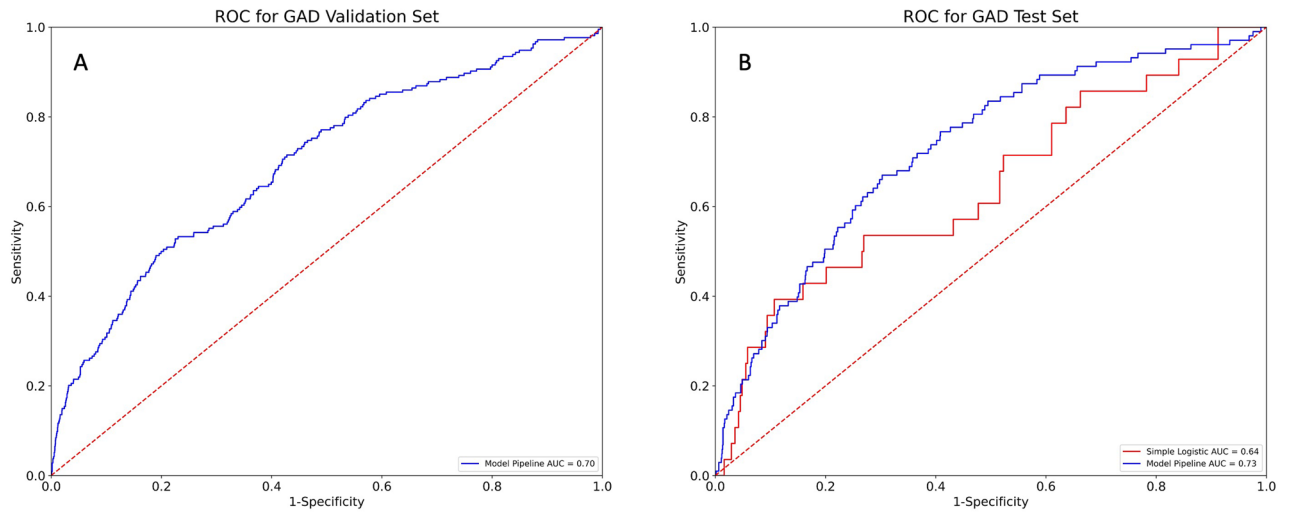 ROC for GAD Validation Set
A
1.0
0.8
0.6
0.4
0.2
0.0
Sensitivity
0.0 0.2 0.4 0.6 0.8 1.0
1-Specificity
Model Pipeline AUC = 0.70
ROC for GAD Test Set
B
1.0
0.8
0.6
0.4
0.2
0.0
Sensitivity
0.0 0.2 0.4 0.6 0.8 1.0
1-Specificity
Simple Logistic AUC = 0.64
Model Pipeline AUC = 0.73